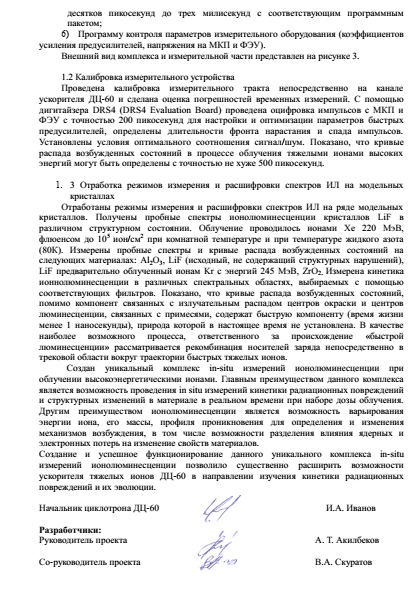 десятков пикосекунд до трех милисекунд с соответствующим программным
пакетом;
б) Программу контроля параметров измерительного оборудования (коэффициентов
усиления предусилителей, напряжения на МКП и ФЭУ).
Внешний вид комплекса и измерительной части представлен на рисунке 3.
1.2 Калибровка измерительного устройства
Проведена калибровка измерительного тракта непосредственно на канале
ускорителя ДЦ-60 и сделана оценка погрешностей временных измерений. С помощью
дигитайзера DRS4 (DRS4 Evaluation Board) проведена оцифровка импульсов с МКП и
ФЭУ с точностью 200 пикосекунд для настройки и оптимизации параметров быстрых
предусилителей, определены длительности фронта нарастания и спада импульсов.
Установлены условия оптимального соотношения сигнал/шум. Показано, что кривые
распада возбужденных состояний в процессе облучения тяжелыми ионами высоких
энергий могут быть определены с точностью не хуже 500 пикосекунд.
1. 3 Отработка режимов измерения и расшифровки спектров ИЛ на модельных
кристаллах
Отработаны режимы измерения и расшифровки спектров ИЛ на ряде модельных
кристаллов. Получены пробные спектры ионолюминесценции кристаллов LiF в
различном структурном состоянии. Облучение проводилось ионами Xe 220 МэВ,
флюенсом до 10⁵ ион/см² при комнатной температуре и при температуре жидкого азота
(80К). Измерены пробные спектры и кривые распада возбужденных состояний на
следующих материалах: Al₂O₃, LiF (исходный, не содержащий структурных нарушений),
LiF предварительно облученный ионом Kr с энергий 245 МэВ, ZrO₂. Измерена кинетика
ионнолюминесценции в различных спектральных областях, выбираемых с помощью
соответствующих фильтров. Показано, что кривые распада возбужденных состояний,
помимо компонент связанных с излучательным распадом центров окраски и центров
люминесценции, связанных с примесями, содержат быструю компоненту (время жизни
менее 1 наносекунды), природа которой в настоящее время не установлена. В качестве
наиболее возможного процесса, ответственного за происхождение «быстрой
люминесценции» рассматривается рекомбинация носителей заряда непосредственно в
трековой области вокруг траектории быстрых тяжелых ионов.
Создан уникальный комплекс in-situ измерений ионолюминесценции при
облучении высокоэнергетическими ионами. Главным преимуществом данного комплекса
является возможность проведения in situ измерений кинетики радиационных повреждений
и структурных изменений в материале в реальном времени при наборе дозы облучения.
Другим преимуществом ионолюминесценции является возможность варьирования
энергии иона, его массы, профиля проникновения для определения и изменения
механизмов возбуждения, в том числе возможности разделения влияния ядерных и
электронных потерь на изменение свойств материалов.
Создание и успешное функционирование данного уникального комплекса in-situ
измерений ионолюминесценции позволило существенно расширить возможности
ускорителя тяжелых ионов ДЦ-60 в направлении изучения кинетики радиационных
повреждений и их эволюции.
Начальник циклотрона ДЦ-60 И.А. Иванов
Разработчики:
Руководитель проекта А. Т. Акилбеков
Со-руководитель проекта В.А. Скуратов